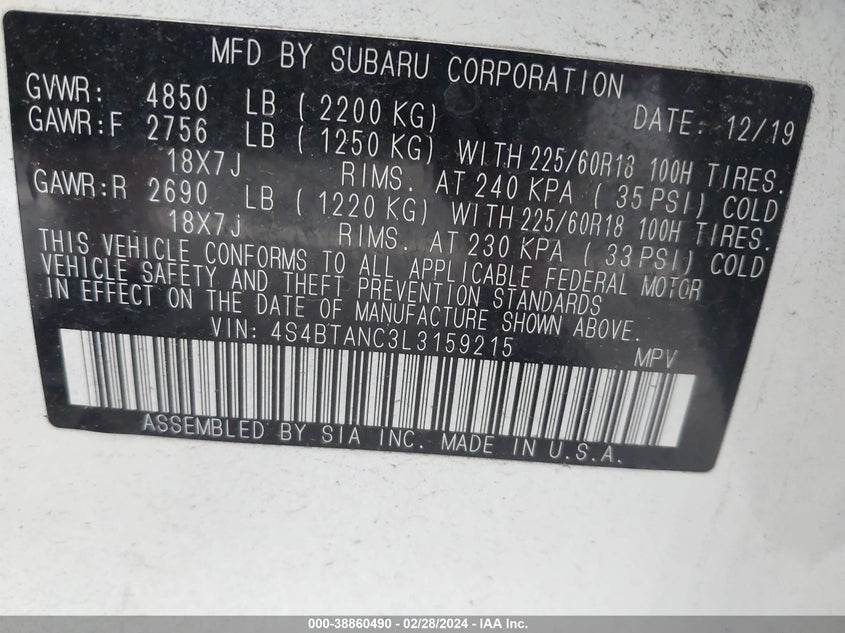 MFD BY SUBARU CORPORATION
GVWR: 4850 LB ( 2200 KG) DATE: 12/19
GAWR:F 2756 LB ( 1250 KG) WITH 225/60R18 100H TIRES.
18X7J RIMS. AT 240 KPA ( 35 PSI) COLD
GAWR:R 2690 LB ( 1220 KG) WITH 225/60R18 100H TIRES.
18X7J RIMS. AT 230 KPA ( 33 PSI) COLD
THIS VEHICLE CONFORMS TO ALL APPLICABLE FEDERAL MOTOR
VEHICLE SAFETY AND THEFT PREVENTION STANDARDS
IN EFFECT ON THE DATE OF MANUFACTURE SHOWN ABOVE.
VIN: 4S4BTANC3L3159215 MPV
ASSEMBLED BY SIA INC. MADE IN U.S.A.
000-38860490 - 02/28/2024 - IAA Inc.